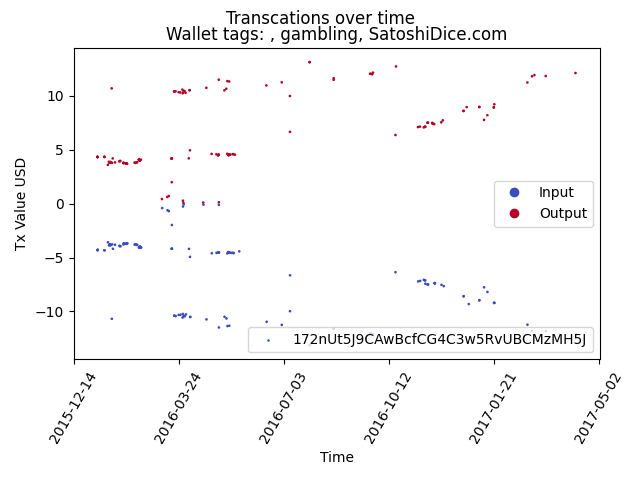 Transcations over time
Wallet tags: , gambling, SatoshiDice.com
Tx Value USD
10
5
0
−5
−10
Input
Output
172nUt5J9CAwBcfCG4C3w5RvUBCMzMH5J
2015-12-14
2016-03-24
2016-07-03
2016-10-12
2017-01-21
2017-05-02
Time